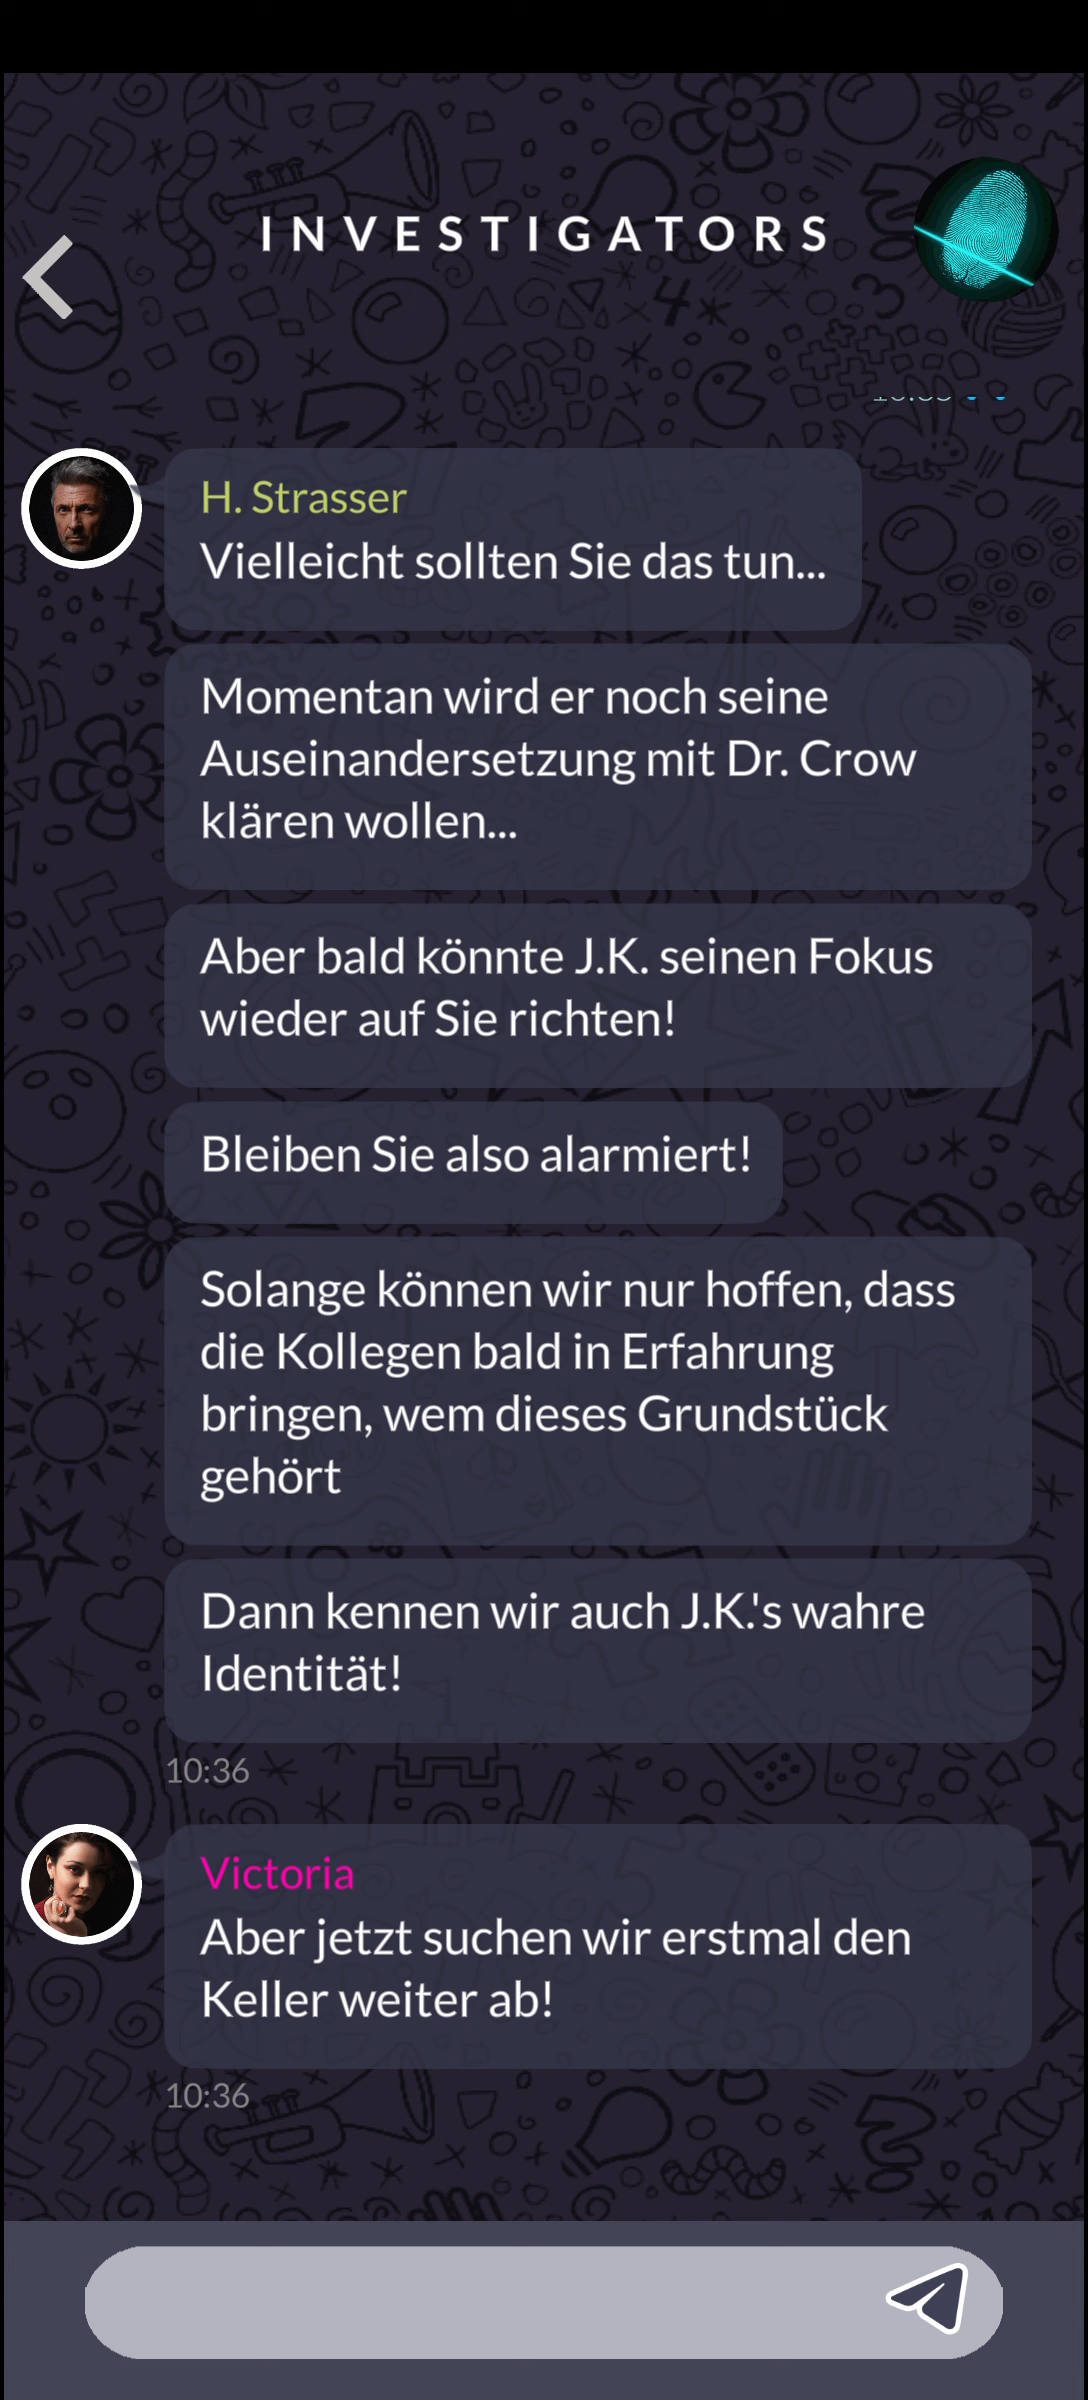 INVESTIGATORS
H. Strasser
Vielleicht sollten Sie das tun...
Momentan wird er noch seine
Auseinandersetzung mit Dr. Crow
klären wollen...
Aber bald könnte J.K. seinen Fokus
wieder auf Sie richten!
Bleiben Sie also alarmiert!
Solange können wir nur hoffen, dass
die Kollegen bald in Erfahrung
bringen, wem dieses Grundstück
gehört
Dann kennen wir auch J.K.'s wahre
Identität!
10:36
Victoria
Aber jetzt suchen wir erstmal den
Keller weiter ab!
10:36